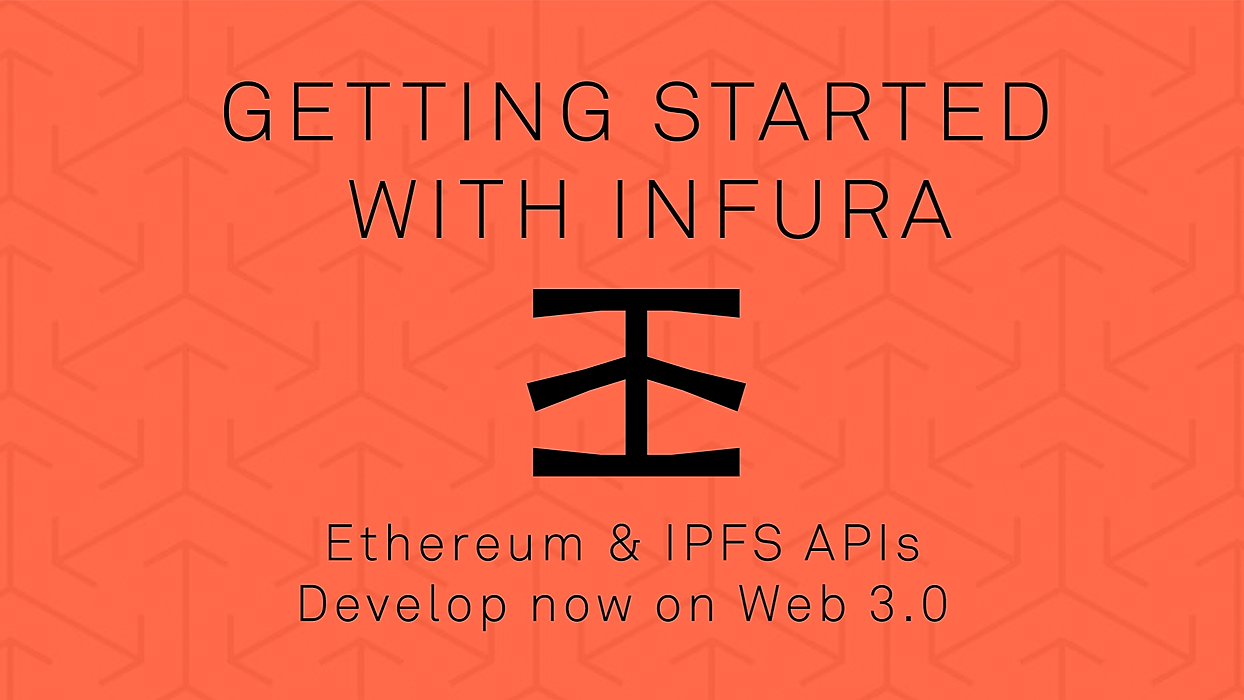 GETTING STARTED
WITH INFURA
Ethereum & IPFS APIs
Develop now on Web 3.0